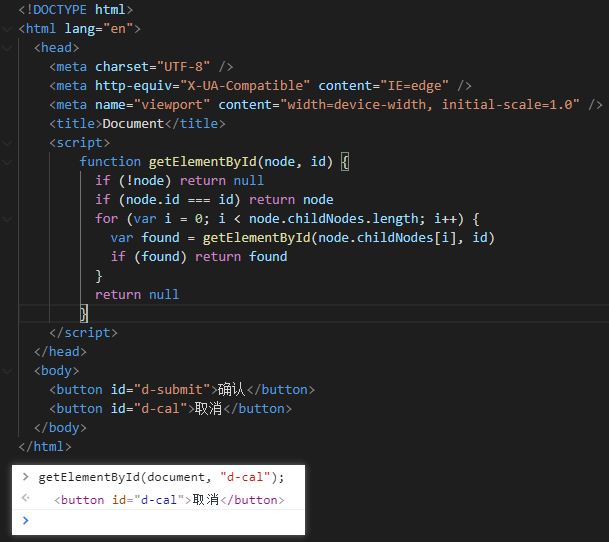 <!DOCTYPE html>
<html lang="en">
<head>
<meta charset="UTF-8" />
<meta http-equiv="X-UA-Compatible" content="IE=edge" />
<meta name="viewport" content="width=device-width, initial-scale=1.0" />
<title>Document</title>
<script>
function getElementById(node, id) {
if (!node) return null
if (node.id === id) return node
for (var i = 0; i < node.childNodes.length; i++) {
var found = getElementById(node.childNodes[i], id)
if (found) return found
}
return null
}
</script>
</head>
<body>
<button id="d-submit">确认</button>
<button id="d-cal">取消</button>
</body>
</html>
getElementById(document, "d-cal");
<button id="d-cal">取消</button>